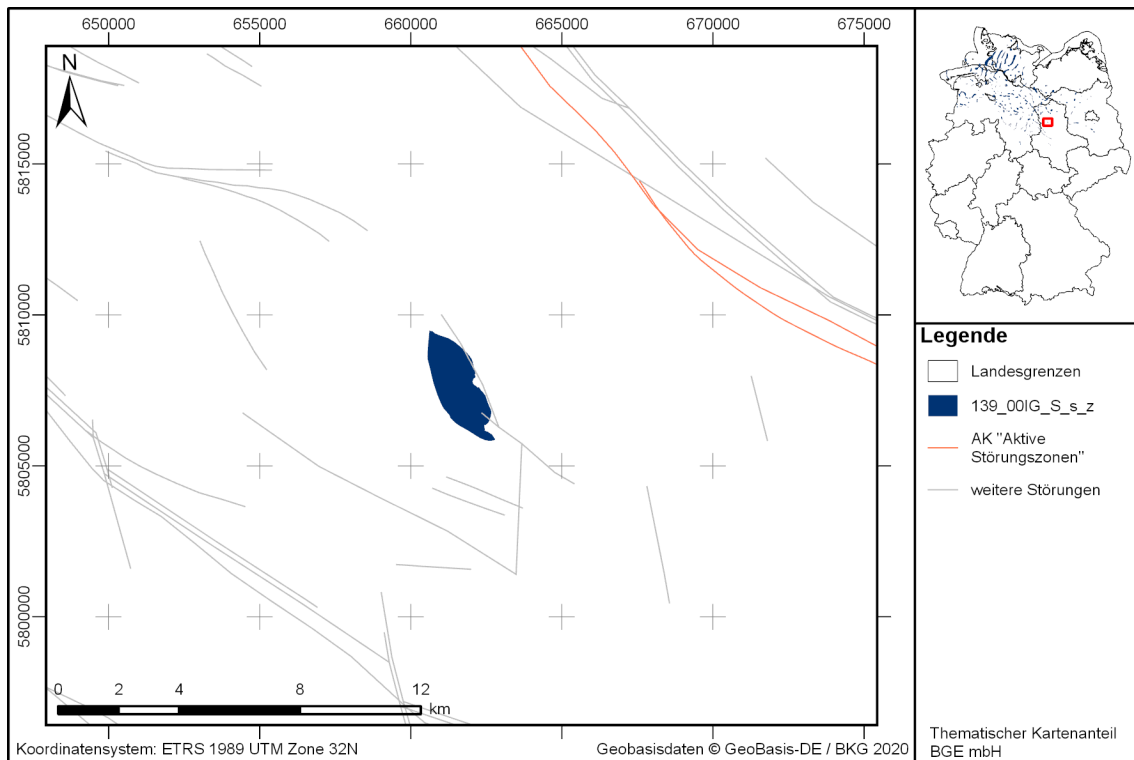 650000
655000
660000
665000
670000
675000
N
5815000
5810000
5805000
5800000
0
2
4
8
12
km
Koordinatensystem: ETRS 1989 UTM Zone 32N
Geobasisdaten © GeoBasis-DE / BKG 2020
Legende
Landesgrenzen
139_00IG_S_s_z
AK "Aktive
Störungszonen"
weitere Störungen
Thematischer Kartenanteil
BGE mbH